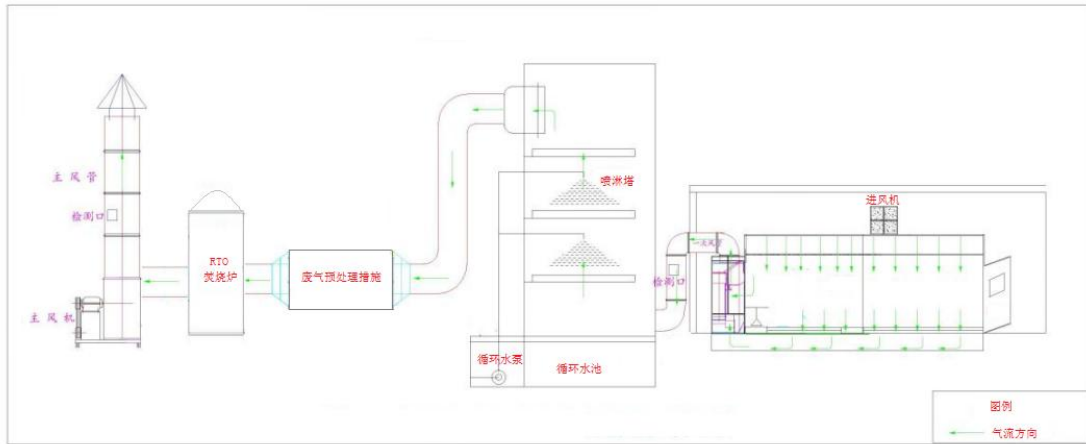 主风管
检测口
主风机
RTO
焚烧炉
废气预处理措施
喷淋塔
循环水泵
循环水池
检测口
进风机
图例
气流方向